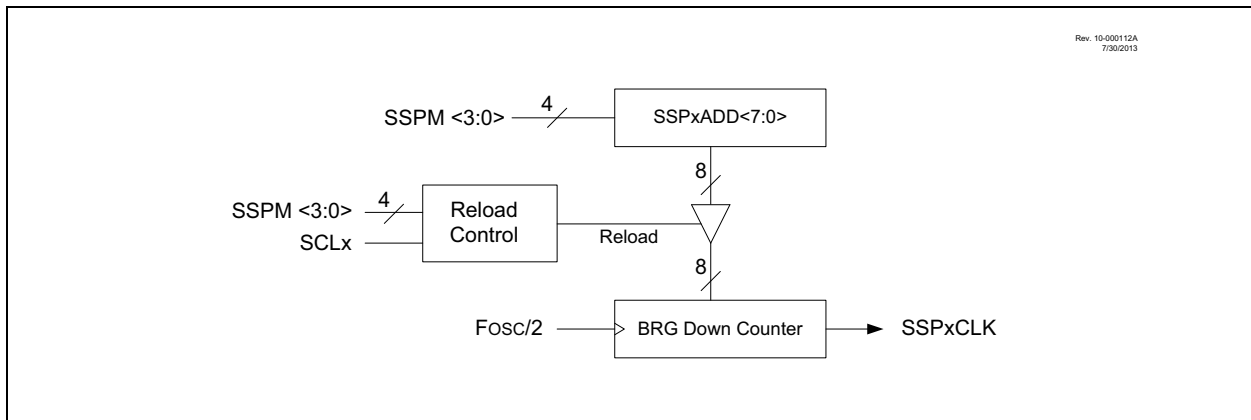 Rev. 10-000112A
7/30/2013
SSPM <3:0>
4
SSPxADD<7:0>
8
SSPM <3:0>
4
SCLx
Reload
Control
Reload
8
FOSC/2
BRG Down Counter
SSPxCLK